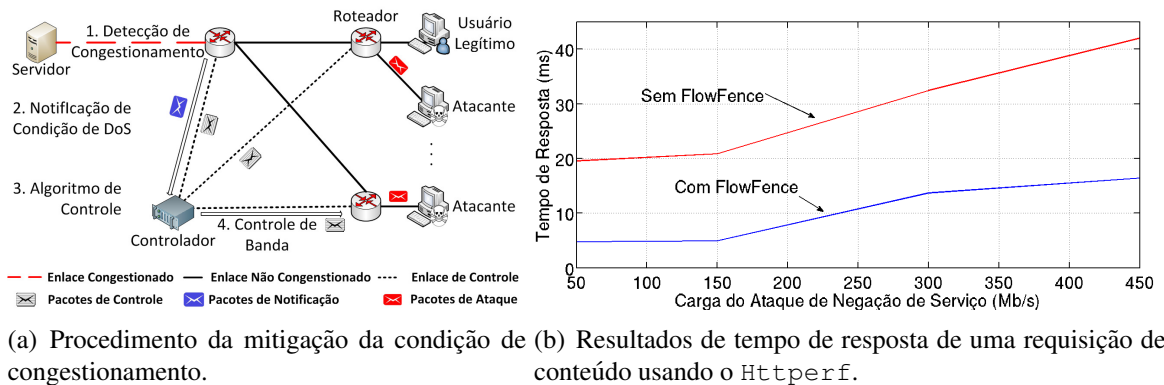 1. Detecção de
Congestionamento
Servidor
Roteador
Usuário
Legítimo
2. Notificação de
Condição de DoS
Atacante
3. Algoritmo de
Controle
Controlador
4. Controle de
Banda
Atacante
Enlace Congestionado
Enlace Não Congenstionado
Enlace de Controle
Pacotes de Controle
Pacotes de Notificação
Pacotes de Ataque
(a) Procedimento da mitigação da condição de
congestionamento.
Tempo de Resposta (ms)
40
30
20
10
0
Sem FlowFence
Com FlowFence
50 100 150 200 250 300 350 400 450
Carga do Ataque de Negação de Serviço (Mb/s)
(b) Resultados de tempo de resposta de uma requisição de
conteúdo usando o Httperf.